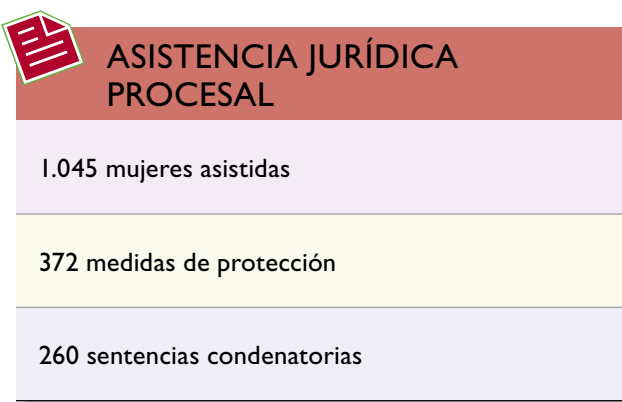 ASISTENCIA JURÍDICA
PROCESAL
1.045 mujeres asistidas
372 medidas de protección
260 sentencias condenatorias